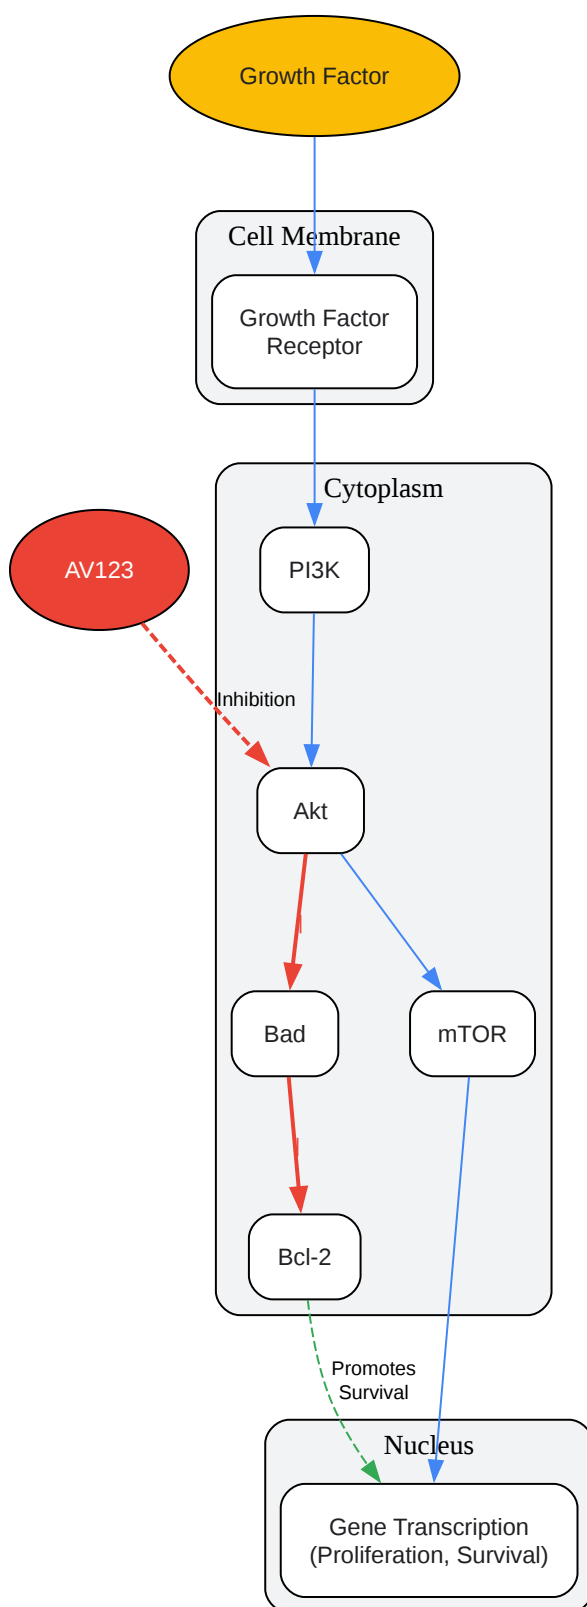 Growth Factor
Cell Membrane
Growth Factor
Receptor
Cytoplasm
PI3K
AV123
Inhibition
Akt
|
Bad
mTOR
|
Bcl-2
Promotes
Survival
Nucleus
Gene Transcription
(Proliferation, Survival)